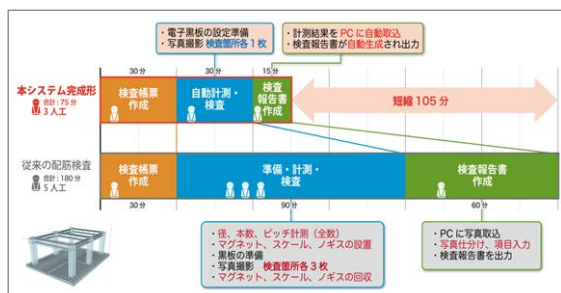 ・電子黒板の設定準備
・写真撮影 検査箇所各1枚
・計測結果をPCに自動取込
・検査報告書が自動生成され出力
30分
30分
15分
本システム完成形
合計:75分
3人工
検査帳票
作成
自動計測・
検査
検査
報告書
作成
短縮105分
従来の配筋検査
合計:180分
5人工
検査帳票
作成
準備・計測・
検査
検査報告書
作成
30分
90分
60分
・径、本数、ピッチ計測（全数）
・マグネット、スケール、ノギスの設置
・黒板の準備
・写真撮影 検査箇所各3枚
・マグネット、スケール、ノギスの回収
・PCに写真取込
・写真仕分け、項目入力
・検査報告書を出力